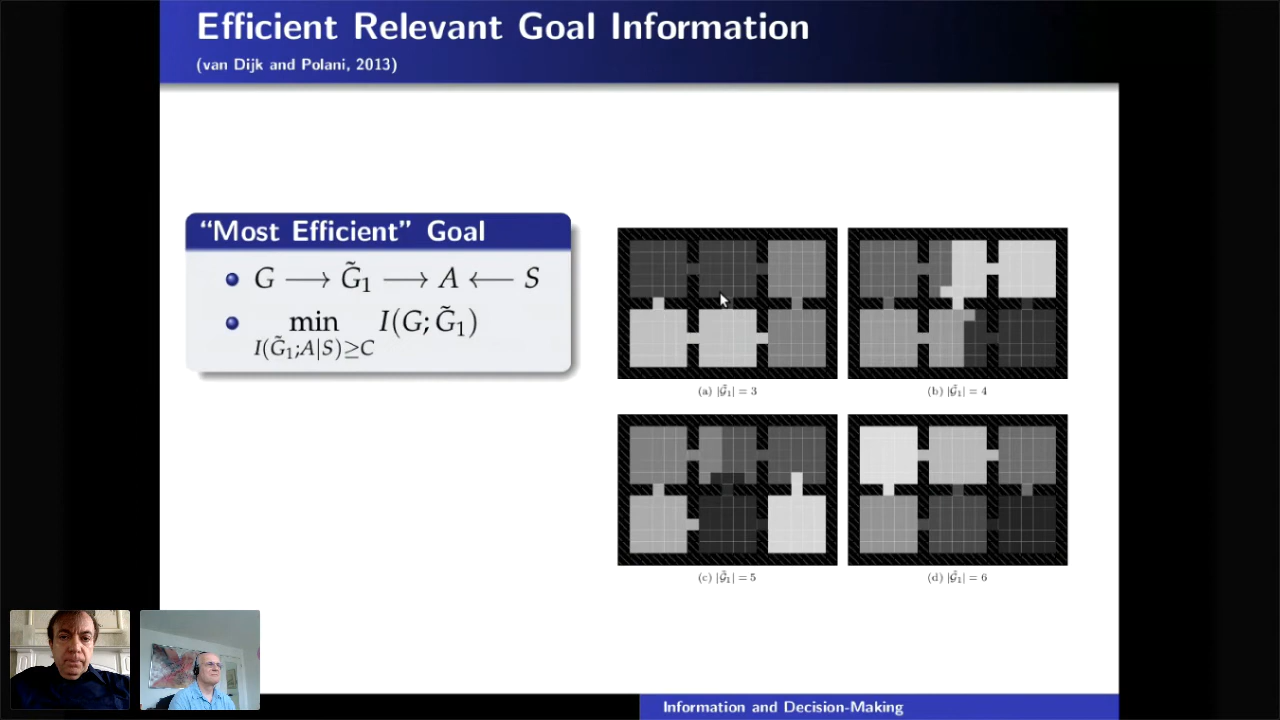 Efficient Relevant Goal Information
(van Dijk and Polani, 2013)
“Most Efficient” Goal
G ⟶ G̃₁ ⟶ A ⟵ S
min I(G; G̃₁)
I(G̃₁;A|S)≥C
(a) |𝒢̃₁| = 3
(b) |𝒢̃₁| = 4
(c) |𝒢̃₁| = 5
(d) |𝒢̃₁| = 6
Information and Decision-Making